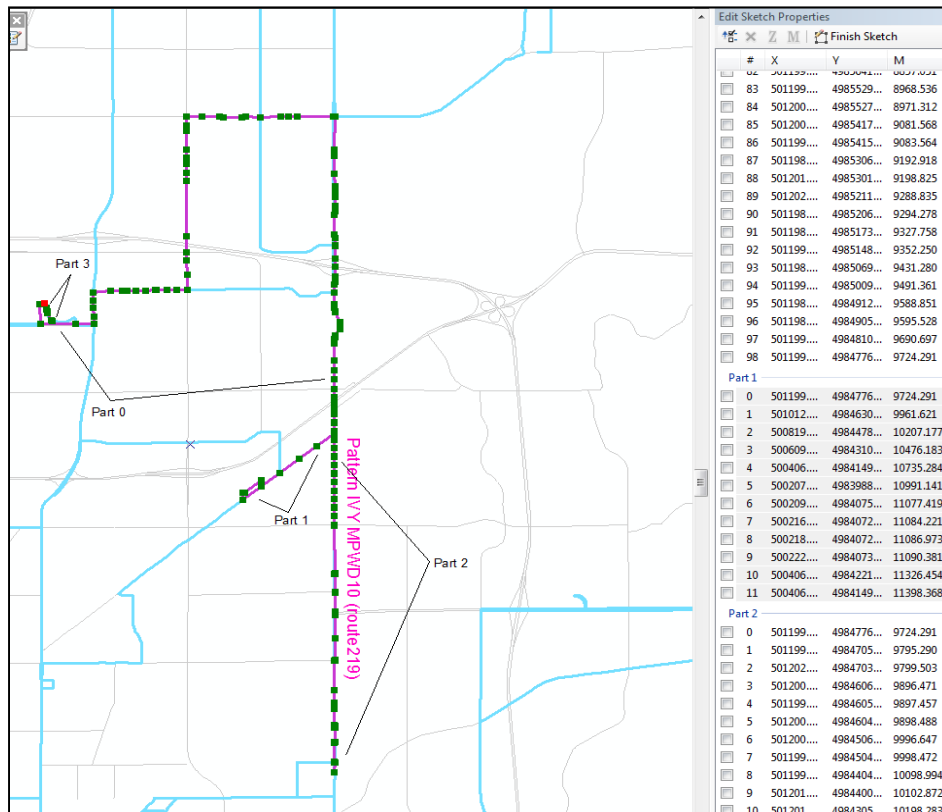 Edit Sketch Properties
Z M Finish Sketch
# X Y M
83 501199.... 4985529... 8968.536
84 501200.... 4985527... 8971.312
85 501200.... 4985417... 9081.568
86 501199.... 4985415... 9083.564
87 501198.... 4985306... 9192.918
88 501201.... 4985301... 9198.825
89 501202.... 4985211... 9288.835
90 501198.... 4985206... 9294.278
91 501198.... 4985173... 9327.758
92 501199.... 4985148... 9352.250
93 501198.... 4985069... 9431.280
94 501199.... 4985009... 9491.361
95 501198.... 4984912... 9588.851
96 501198.... 4984905... 9595.528
97 501199.... 4984810... 9690.697
98 501199.... 4984776... 9724.291
Part 1
0 501199.... 4984776... 9724.291
1 501012.... 4984630... 9961.621
2 500819.... 4984478... 10207.177
3 500609.... 4984310... 10476.183
4 500406.... 4984149... 10735.284
5 500207.... 4983988... 10991.141
6 500209.... 4984075... 11077.419
7 500216.... 4984072... 11084.221
8 500218.... 4984072... 11086.973
9 500222.... 4984073... 11090.381
10 500406.... 4984221... 11326.454
11 500406.... 4984149... 11398.368
Part 2
0 501199.... 4984776... 9724.291
1 501199.... 4984705... 9795.290
2 501202.... 4984703... 9799.503
3 501200.... 4984606... 9896.471
4 501199.... 4984605... 9897.457
5 501200.... 4984604... 9898.488
6 501200.... 4984506... 9996.647
7 501199.... 4984504... 9998.472
8 501199.... 4984404... 10098.994
9 501201.... 4984400... 10102.872
10 501201.... 4984305... 10198.283
Part 3
Part 0
Part 1
Part 2
Pattern IVY MPWD10 (route219)